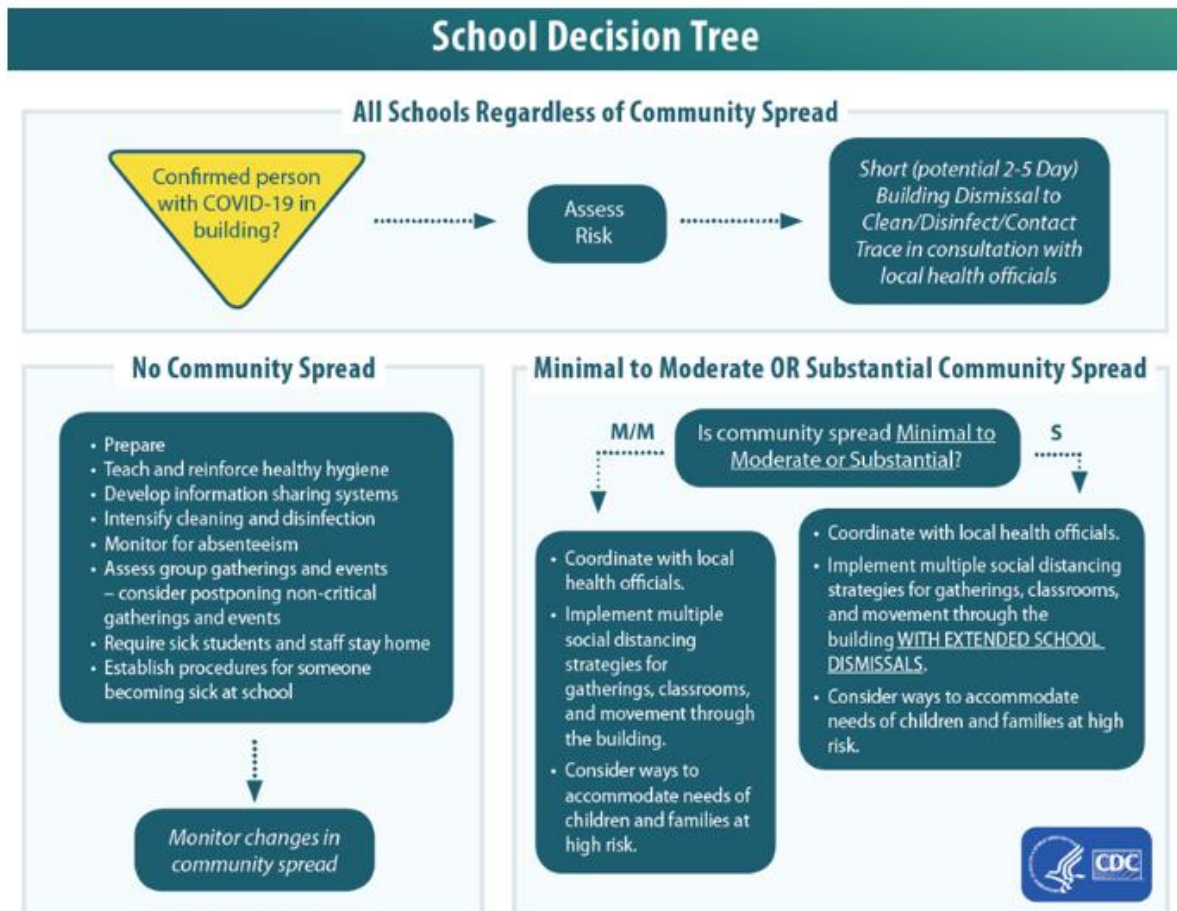 School Decision Tree
All Schools Regardless of Community Spread
Confirmed person
with COVID-19 in
building?
Assess
Risk
Short (potential 2-5 Day)
Building Dismissal to
Clean/Disinfect/Contact
Trace in consultation with
local health officials
No Community Spread
• Prepare
• Teach and reinforce healthy hygiene
• Develop information sharing systems
• Intensify cleaning and disinfection
• Monitor for absenteeism
• Assess group gatherings and events
– consider postponing non-critical
gatherings and events
• Require sick students and staff stay home
• Establish procedures for someone
becoming sick at school
Monitor changes in
community spread
Minimal to Moderate OR Substantial Community Spread
M/M
Is community spread Minimal to
Moderate or Substantial?
S
• Coordinate with local
health officials.
• Implement multiple
social distancing
strategies for
gatherings, classrooms,
and movement through
the building.
• Consider ways to
accommodate needs of
children and families at
high risk.
• Coordinate with local health officials.
• Implement multiple social distancing
strategies for gatherings, classrooms,
and movement through the
building WITH EXTENDED SCHOOL
DISMISSALS.
• Consider ways to accommodate
needs of children and families at high
risk.
CDC